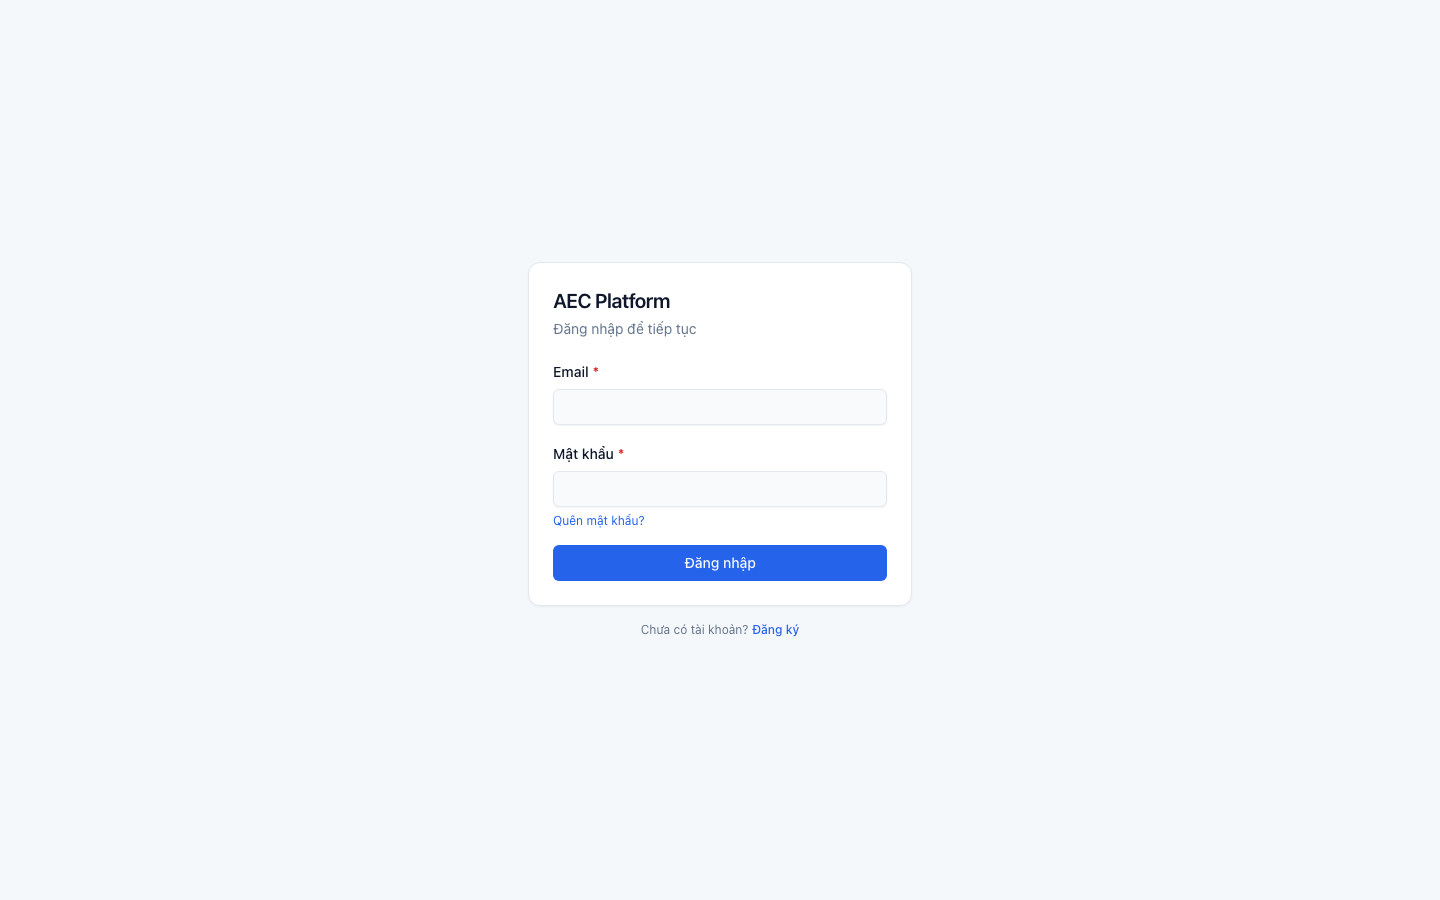 AEC Platform
Đăng nhập để tiếp tục
Email *
Mật khẩu *
Quên mật khẩu?
Đăng nhập
Chưa có tài khoản? Đăng ký